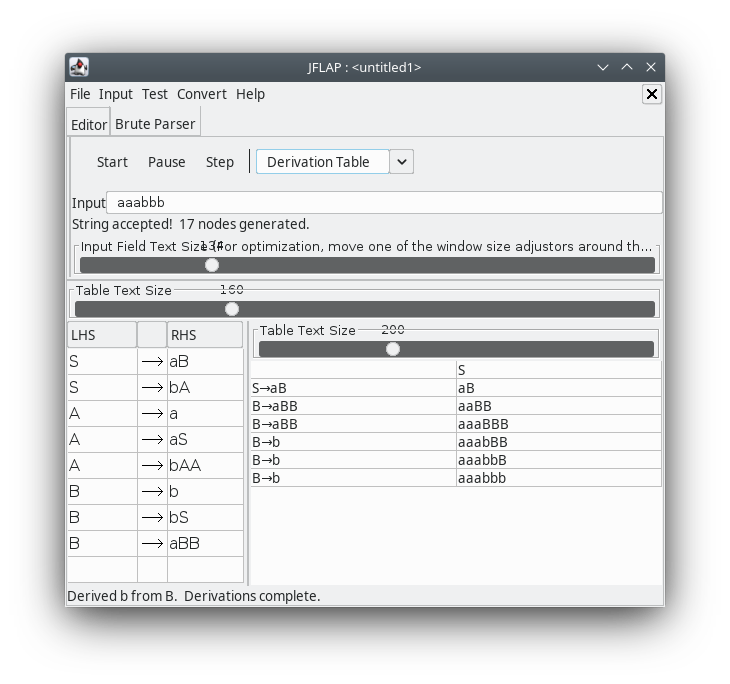 JFLAP : <untitled1>
File Input Test Convert Help
Editor Brute Parser
Start Pause Step Derivation Table
Input aaabbb
String accepted! 17 nodes generated.
Input Field Text Size (For optimization, move one of the window size adjustors around th...
Table Text Size 160
LHS RHS
S → aB
S → bA
A → a
A → aS
A → bAA
B → b
B → bS
B → aBB
Table Text Size 200
S
S→aB aB
B→aBB aaBB
B→aBB aaaBBB
B→b aaabBB
B→b aaabbB
B→b aaabbb
Derived b from B. Derivations complete.